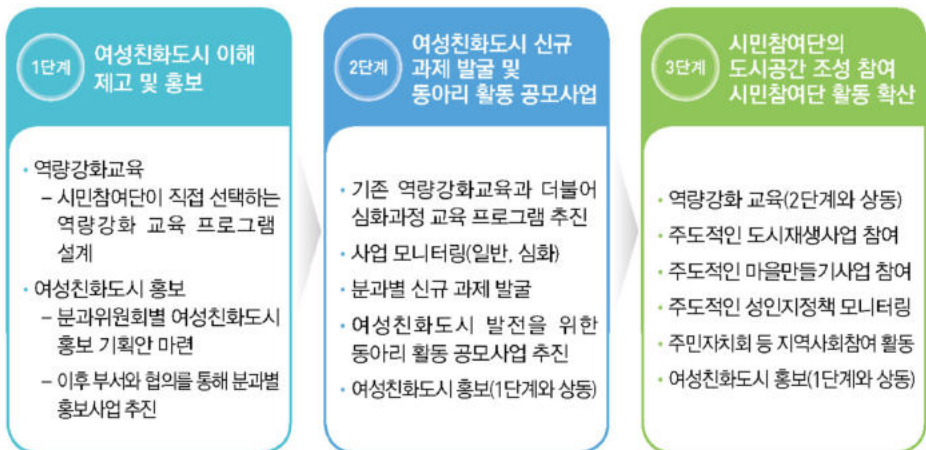 1단계
여성친화도시 이해
제고 및 홍보
· 역량강화교육
– 시민참여단이 직접 선택하는
역량강화 교육 프로그램
설계
· 여성친화도시 홍보
– 분과위원회별 여성친화도시
홍보 기획안 마련
– 이후 부서와 협의를 통해 분과별
홍보사업 추진
2단계
여성친화도시 신규
과제 발굴 및
동아리 활동 공모사업
· 기존 역량강화교육과 더불어
심화과정 교육 프로그램 추진
· 사업 모니터링(일반, 심화)
· 분과별 신규 과제 발굴
· 여성친화도시 발전을 위한
동아리 활동 공모사업 추진
· 여성친화도시 홍보(1단계와 상동)
3단계
시민참여단의
도시공간 조성 참여
시민참여단 활동 확산
· 역량강화 교육(2단계와 상동)
· 주도적인 도시재생사업 참여
· 주도적인 마을만들기사업 참여
· 주도적인 성인지정책 모니터링
· 주민자치회 등 지역사회참여 활동
· 여성친화도시 홍보(1단계와 상동)